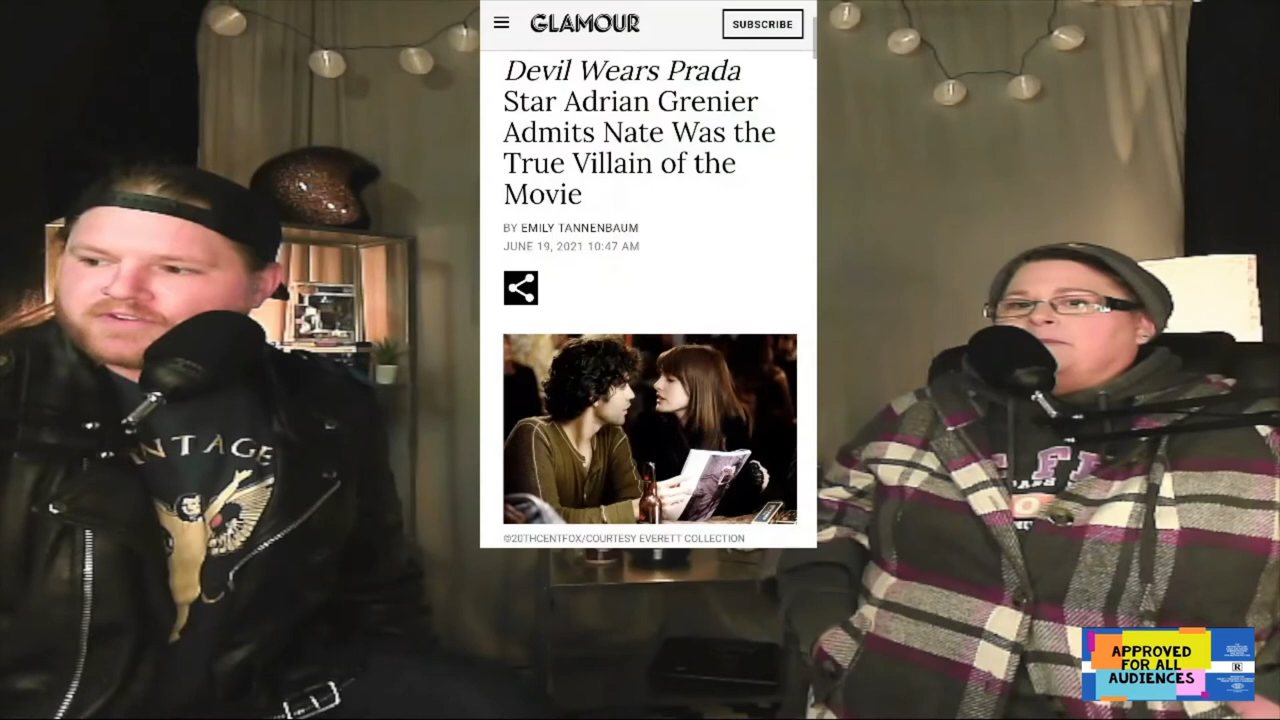 GLAMOUR
SUBSCRIBE
Devil Wears Prada
Star Adrian Grenier
Admits Nate Was the
True Villain of the
Movie
BY EMILY TANNENBAUM
JUNE 19, 2021 10:47 AM
©20THCENTFOX/COURTESY EVERETT COLLECTION
NTAGE
APPROVED
FOR ALL
AUDIENCES
R